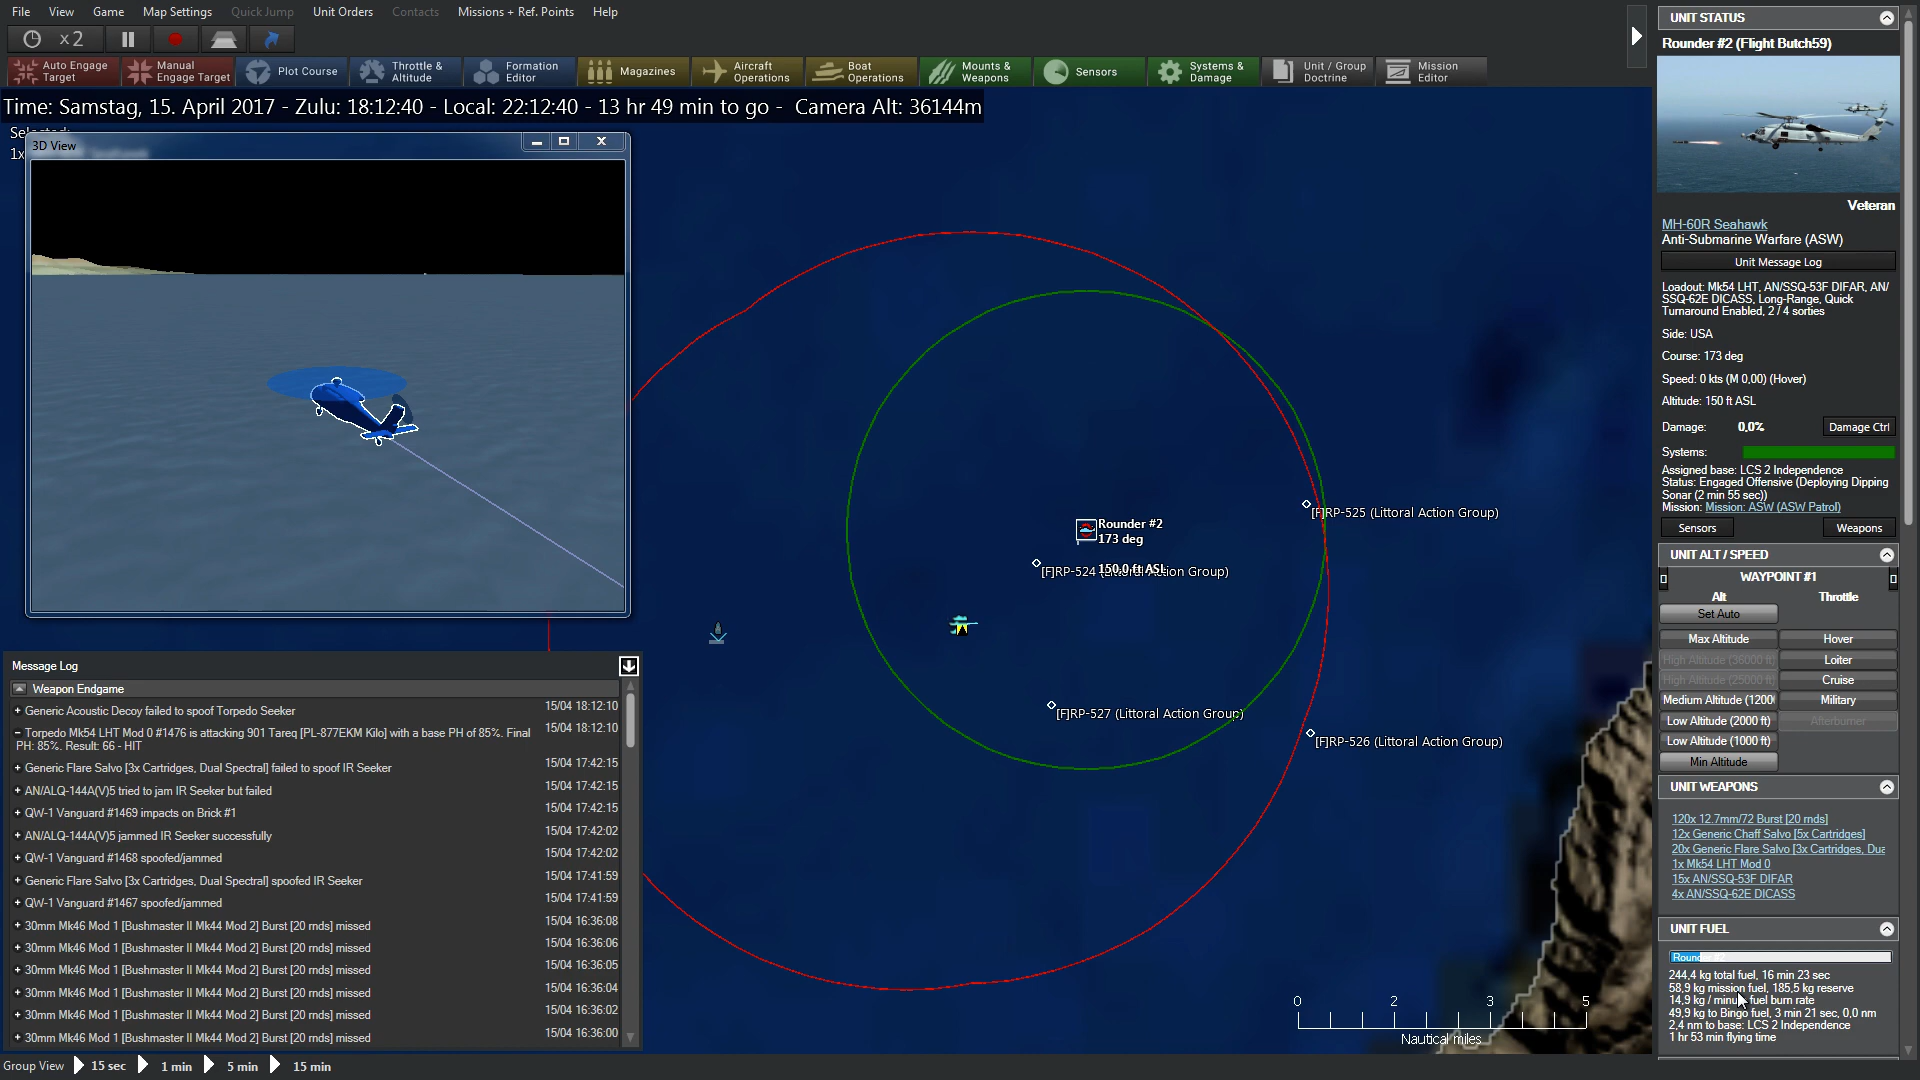 File View Game Map Settings Quick Jump Unit Orders Contacts Missions + Ref. Points Help
x2
Auto Engage Target
Manual Engage Target
Plot Course
Throttle & Altitude
Formation Editor
Magazines
Aircraft Operations
Boat Operations
Mounts & Weapons
Sensors
Systems & Damage
Unit / Group Doctrine
Mission Editor
Time: Samstag, 15. April 2017 - Zulu: 18:12:40 - Local: 22:12:40 - 13 hr 49 min to go - Camera Alt: 36144m
3D View
Rounder #2
173 deg
150,0 ft ASL
[F]RP-524 (Littoral Action Group)
[F]RP-525 (Littoral Action Group)
[F]RP-527 (Littoral Action Group)
[F]RP-526 (Littoral Action Group)
0 2 3 5
Nautical miles
Message Log
Weapon Endgame
+ Generic Acoustic Decoy failed to spoof Torpedo Seeker 15/04 18:12:10
- Torpedo Mk54 LHT Mod 0 #1476 is attacking 901 Tareq [PL-877EKM Kilo] with a base PH of 85%. Final 15/04 18:12:10
PH: 85%. Result: 66 - HIT
+ Generic Flare Salvo [3x Cartridges, Dual Spectral] failed to spoof IR Seeker 15/04 17:42:15
+ AN/ALQ-144A(V)5 tried to jam IR Seeker but failed 15/04 17:42:15
+ QW-1 Vanguard #1469 impacts on Brick #1 15/04 17:42:15
+ AN/ALQ-144A(V)5 jammed IR Seeker successfully 15/04 17:42:02
+ QW-1 Vanguard #1468 spoofed/jammed 15/04 17:42:02
+ Generic Flare Salvo [3x Cartridges, Dual Spectral] spoofed IR Seeker 15/04 17:41:59
+ QW-1 Vanguard #1467 spoofed/jammed 15/04 17:41:59
+ 30mm Mk46 Mod 1 [Bushmaster II Mk44 Mod 2] Burst [20 rnds] missed 15/04 16:36:08
+ 30mm Mk46 Mod 1 [Bushmaster II Mk44 Mod 2] Burst [20 rnds] missed 15/04 16:36:06
+ 30mm Mk46 Mod 1 [Bushmaster II Mk44 Mod 2] Burst [20 rnds] missed 15/04 16:36:05
+ 30mm Mk46 Mod 1 [Bushmaster II Mk44 Mod 2] Burst [20 rnds] missed 15/04 16:36:04
+ 30mm Mk46 Mod 1 [Bushmaster II Mk44 Mod 2] Burst [20 rnds] missed 15/04 16:36:02
+ 30mm Mk46 Mod 1 [Bushmaster II Mk44 Mod 2] Burst [20 rnds] missed 15/04 16:36:00
Group View 15 sec 1 min 5 min 15 min
UNIT STATUS
Rounder #2 (Flight Butch59)
Veteran
MH-60R Seahawk
Anti-Submarine Warfare (ASW)
Unit Message Log
Loadout: Mk54 LHT, AN/SSQ-53F DIFAR, AN/
SSQ-62E DICASS, Long-Range, Quick
Turnaround Enabled, 2 / 4 sorties
Side: USA
Course: 173 deg
Speed: 0 kts (M 0,00) (Hover)
Altitude: 150 ft ASL
Damage: 0,0% Damage Ctrl
Systems:
Assigned base: LCS 2 Independence
Status: Engaged Offensive (Deploying Dipping
Sonar (2 min 55 sec))
Mission: Mission: ASW (ASW Patrol)
Sensors Weapons
UNIT ALT / SPEED
WAYPOINT #1
Alt Throttle
Set Auto
Max Altitude Hover
High Altitude (36000 ft) Loiter
High Altitude (25000 ft) Cruise
Medium Altitude (1200 Military
Low Altitude (2000 ft) Afterburner
Low Altitude (1000 ft)
Min Altitude
UNIT WEAPONS
120x 12.7mm/72 Burst [20 rnds]
12x Generic Chaff Salvo [5x Cartridges]
20x Generic Flare Salvo [3x Cartridges, Dua
1x Mk54 LHT Mod 0
15x AN/SSQ-53F DIFAR
4x AN/SSQ-62E DICASS
UNIT FUEL
Rounder #2
244,4 kg total fuel, 16 min 23 sec
58,9 kg mission fuel, 185,5 kg reserve
14,9 kg / minute fuel burn rate
49,9 kg to Bingo fuel, 3 min 21 sec, 0,0 nm
2,4 nm to base: LCS 2 Independence
1 hr 53 min flying time